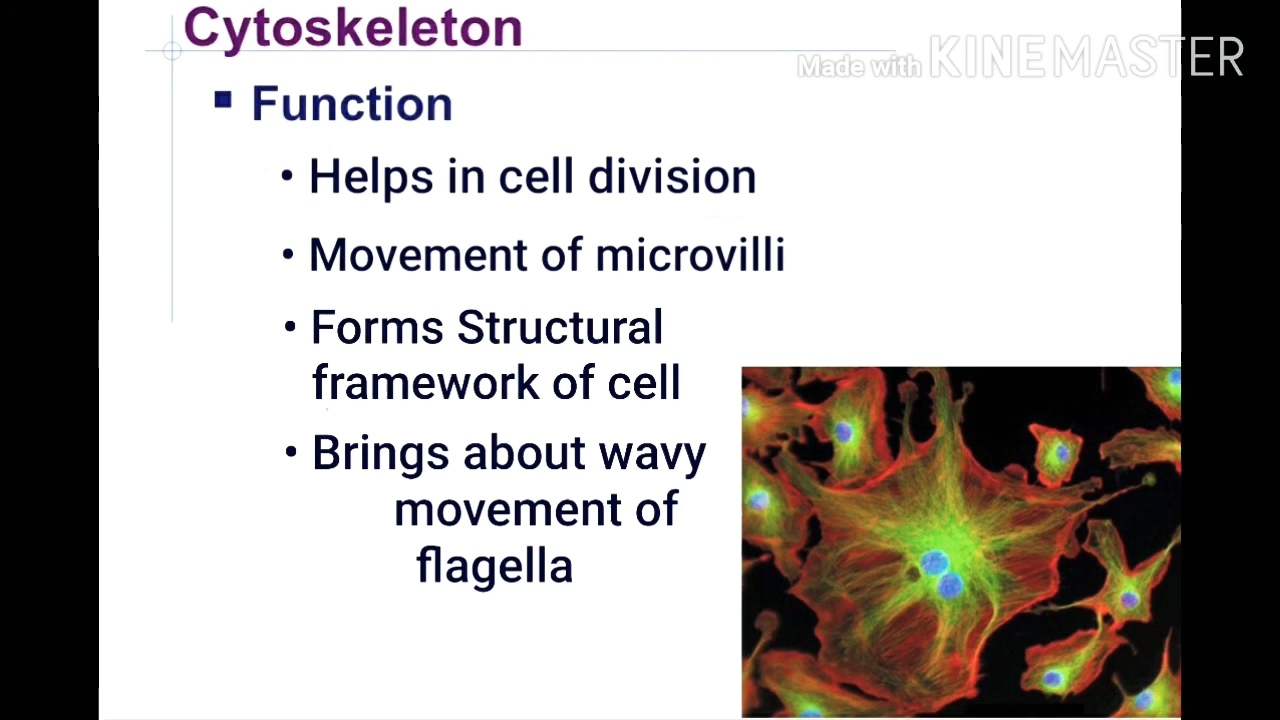 Cytoskeleton
Made with KINEMASTER
■ Function
• Helps in cell division
• Movement of microvilli
• Forms Structural
framework of cell
• Brings about wavy
movement of
flagella